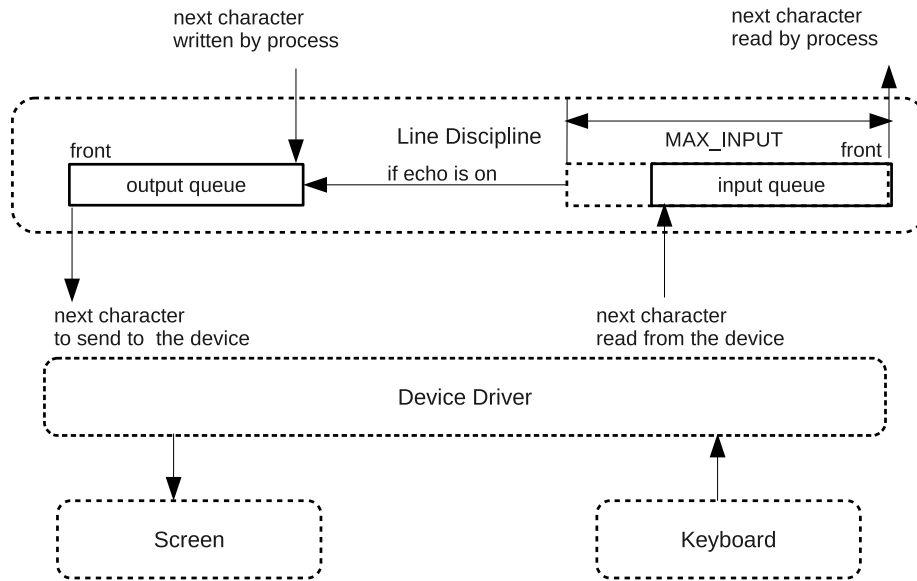 next character
written by process
next character
read by process
Line Discipline
MAX_INPUT
front
front
output queue
if echo is on
input queue
next character
to send to the device
next character
read from the device
Device Driver
Screen
Keyboard